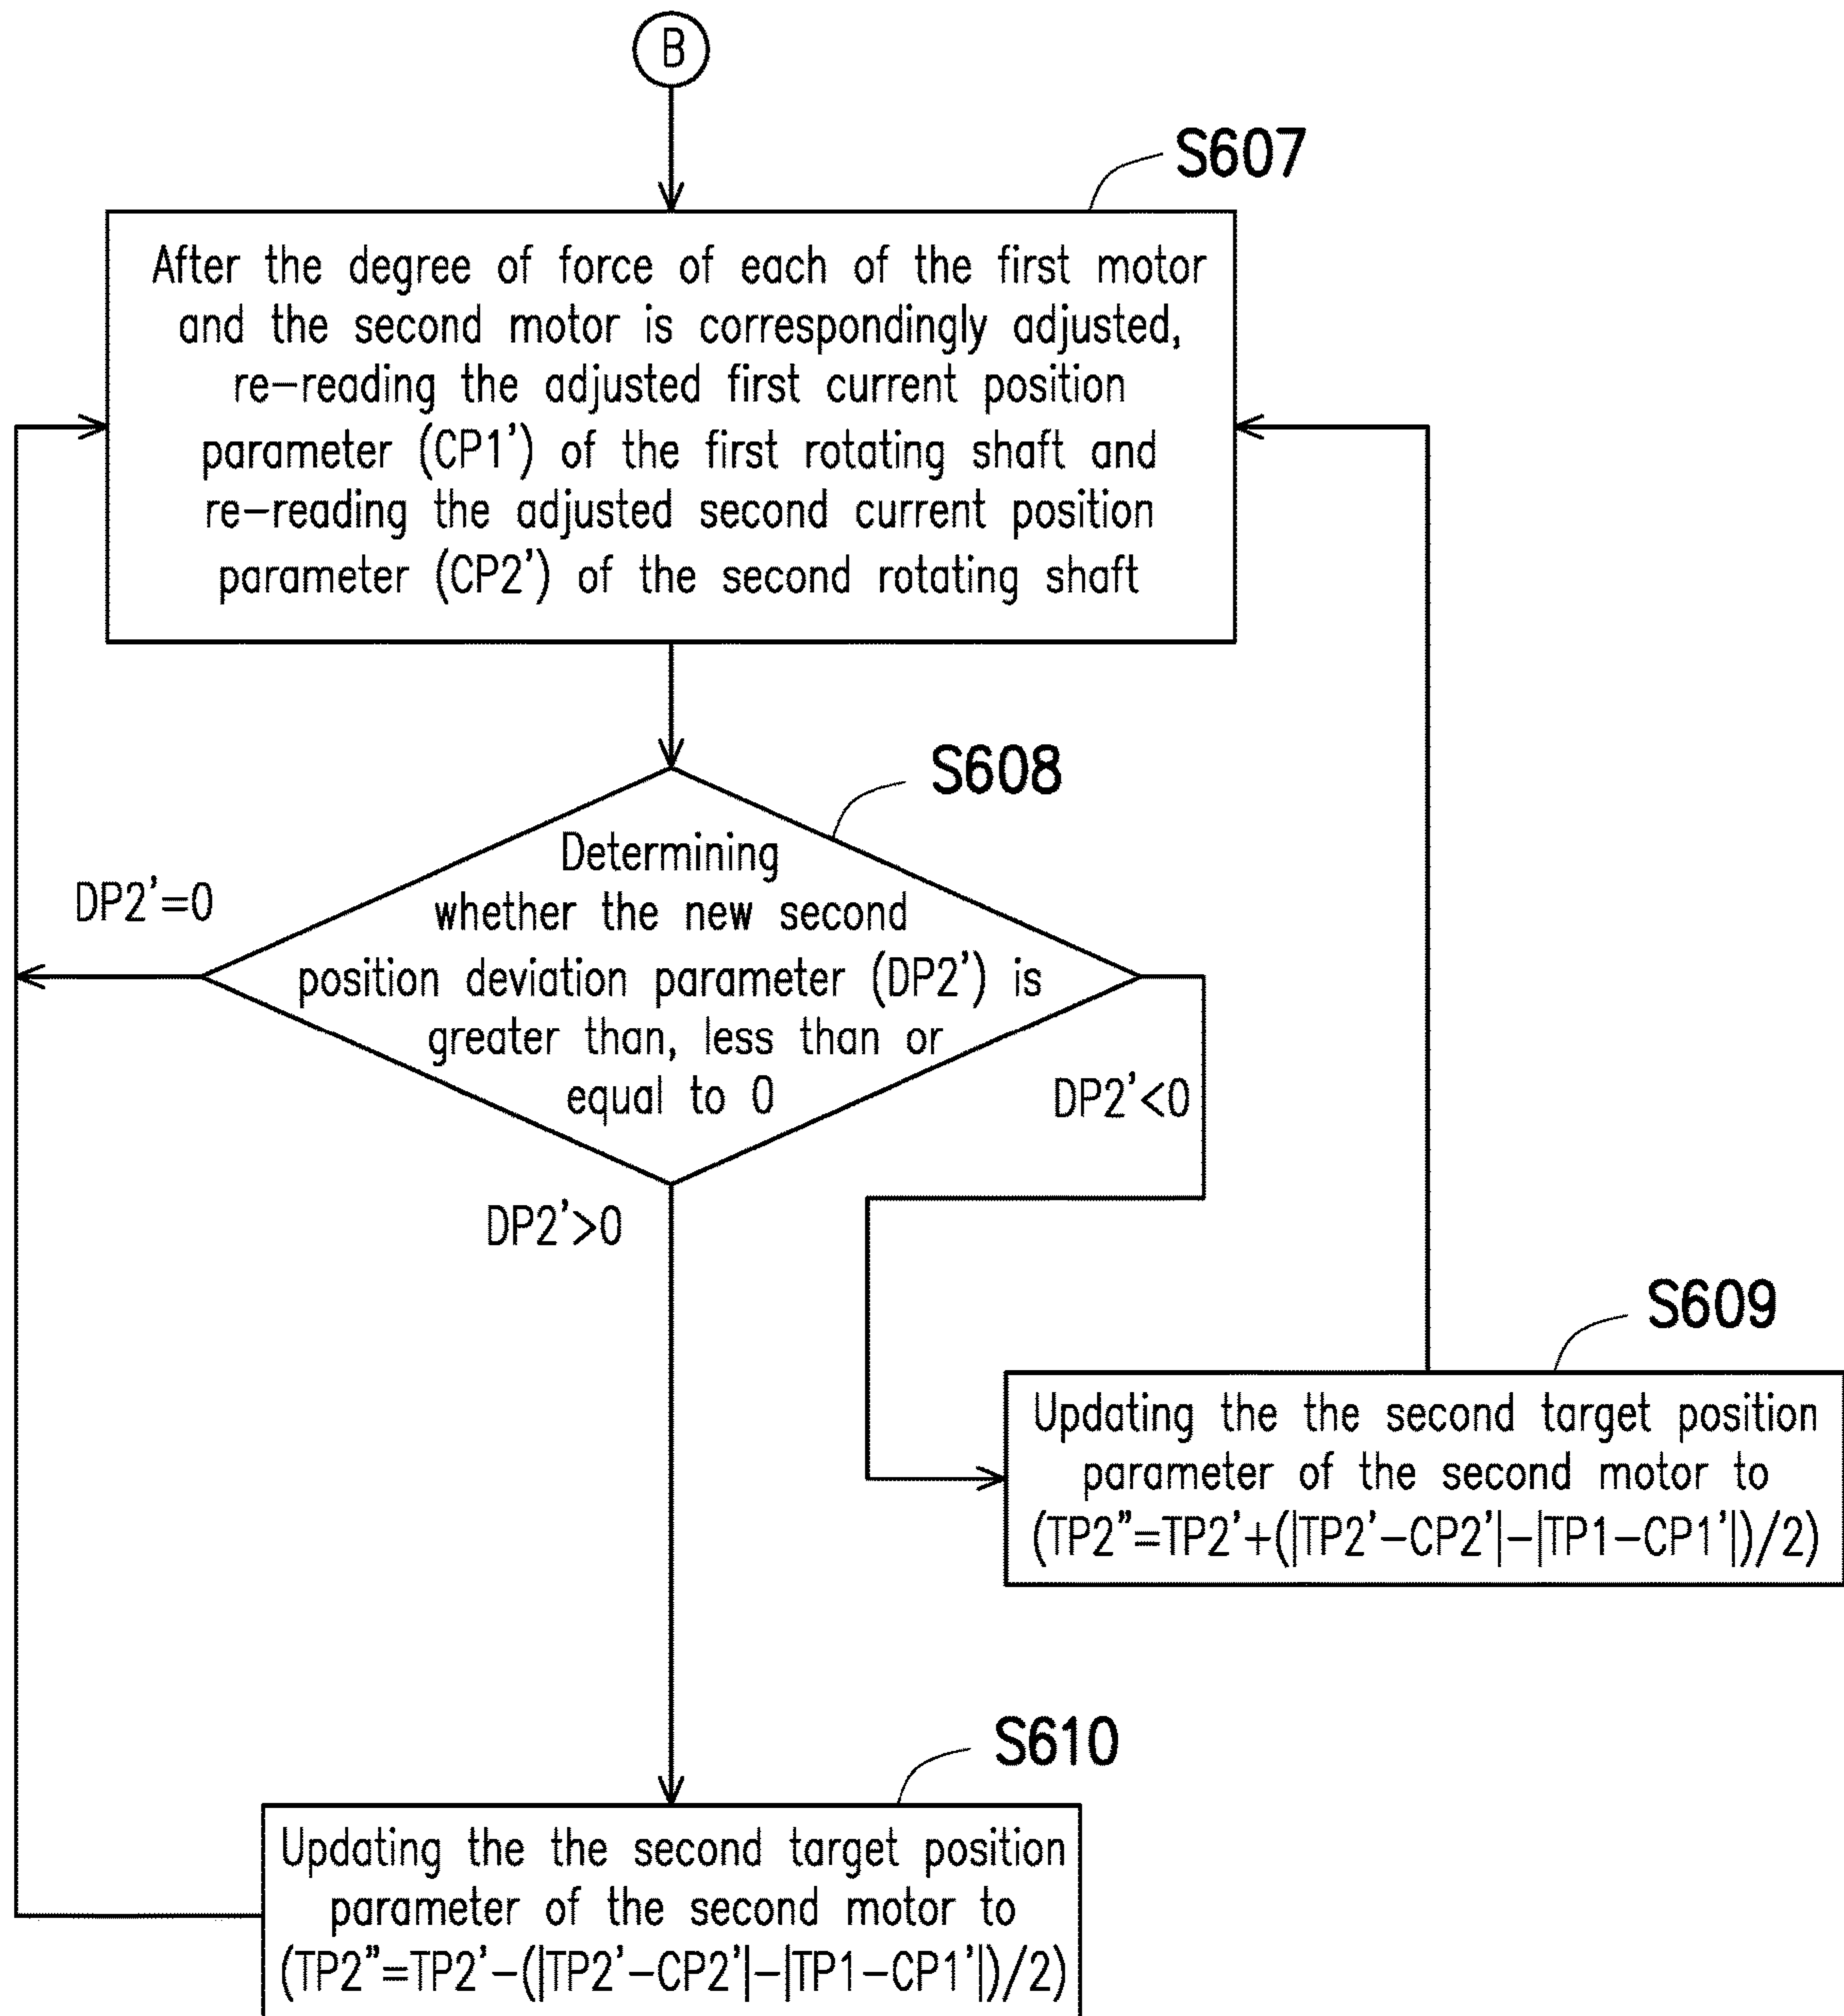 B
S607
After the degree of force of each of the first motor
and the second motor is correspondingly adjusted,
re-reading the adjusted first current position
parameter (CP1') of the first rotating shaft and
re-reading the adjusted second current position
parameter (CP2') of the second rotating shaft
S608
Determining
whether the new second
position deviation parameter (DP2') is
greater than, less than or
equal to 0
DP2'=0
DP2'<0
DP2'>0
S609
Updating the the second target position
parameter of the second motor to
(TP2"=TP2'+(|TP2'-CP2'|-|TP1-CP1'|)/2)
S610
Updating the the second target position
parameter of the second motor to
(TP2"=TP2'-(|TP2'-CP2'|-|TP1-CP1'|)/2)